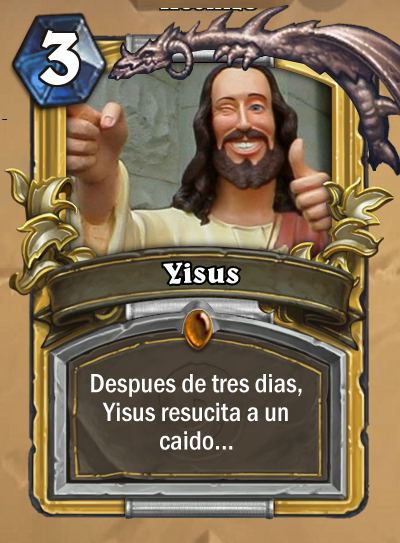 3
Yisus
Despues de tres dias,
Yisus resucita a un
caido...